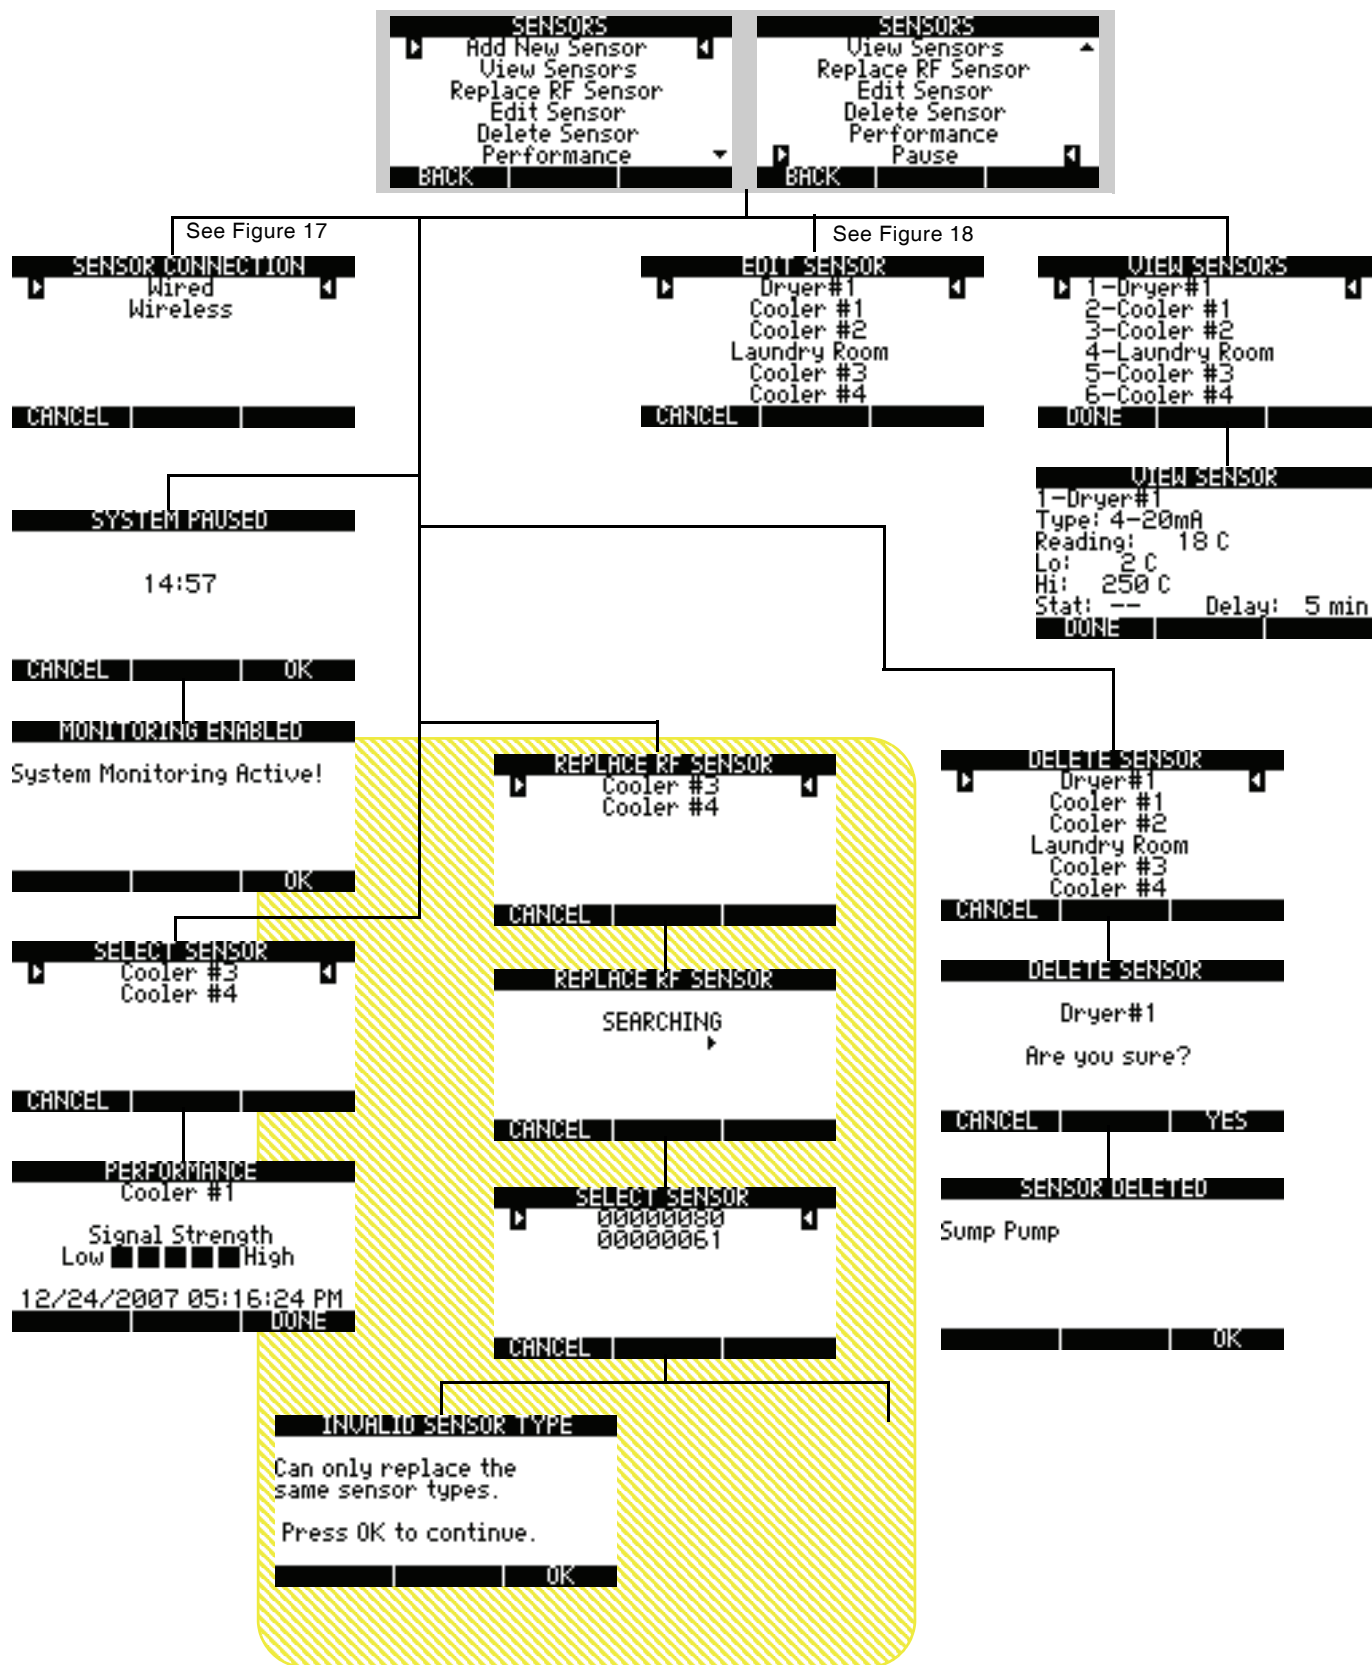 SENSORS
Add New Sensor
View Sensors
Replace RF Sensor
Edit Sensor
Delete Sensor
Performance
BACK
SENSORS
View Sensors
Replace RF Sensor
Edit Sensor
Delete Sensor
Performance
Pause
BACK
See Figure 17
See Figure 18
SENSOR CONNECTION
Wired
Wireless
CANCEL
EDIT SENSOR
Dryer#1
Cooler #1
Cooler #2
Laundry Room
Cooler #3
Cooler #4
CANCEL
VIEW SENSORS
1-Dryer#1
2-Cooler #1
3-Cooler #2
4-Laundry Room
5-Cooler #3
6-Cooler #4
DONE
VIEW SENSOR
1-Dryer#1
Type: 4-20mA
Reading: 18 C
Lo: 2 C
Hi: 250 C
Stat: -- Delay: 5 min
DONE
SYSTEM PAUSED
14:57
CANCEL OK
MONITORING ENABLED
System Monitoring Active!
OK
SELECT SENSOR
Cooler #3
Cooler #4
CANCEL
PERFORMANCE
Cooler #1
Signal Strength
Low High
12/24/2007 05:16:24 PM
DONE
REPLACE RF SENSOR
Cooler #3
Cooler #4
CANCEL
REPLACE RF SENSOR
SEARCHING
CANCEL
SELECT SENSOR
00000080
00000061
CANCEL
INVALID SENSOR TYPE
Can only replace the
same sensor types.
Press OK to continue.
OK
DELETE SENSOR
Dryer#1
Cooler #1
Cooler #2
Laundry Room
Cooler #3
Cooler #4
CANCEL
DELETE SENSOR
Dryer#1
Are you sure?
CANCEL YES
SENSOR DELETED
Sump Pump
OK